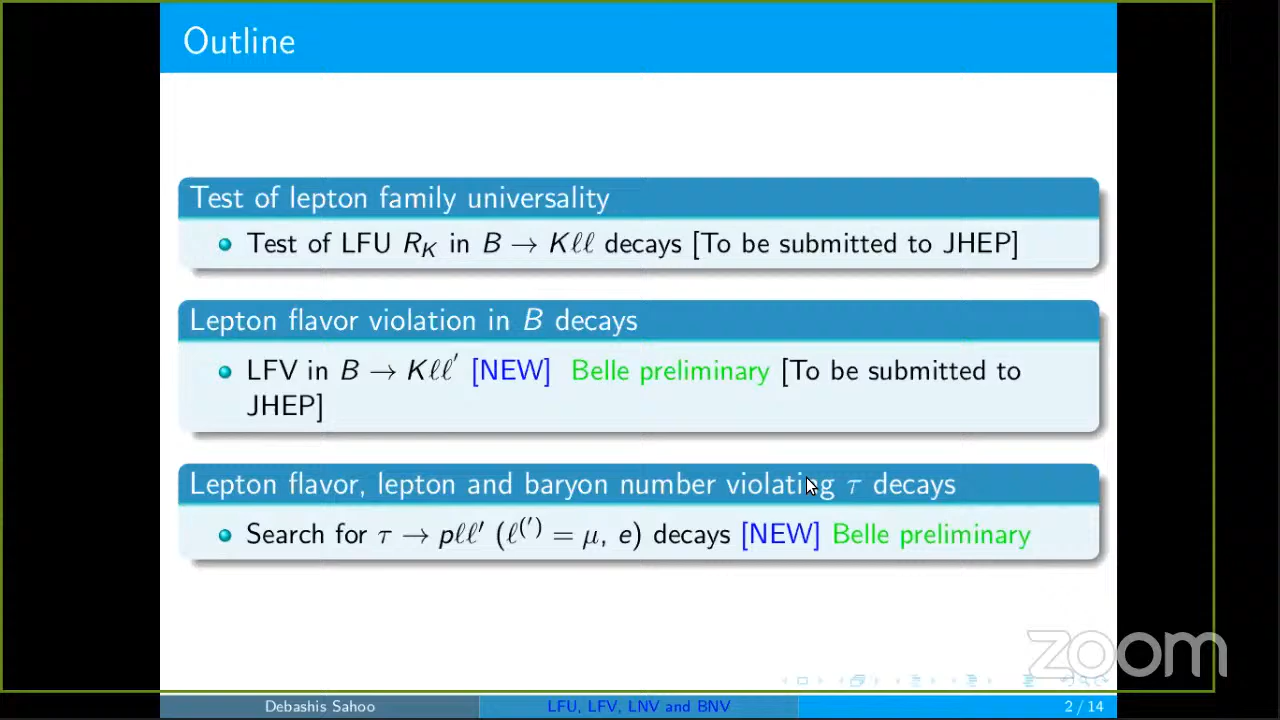 Outline
Test of lepton family universality
Test of LFU R_K in B → Kℓℓ decays [To be submitted to JHEP]
Lepton flavor violation in B decays
LFV in B → Kℓℓ′ [NEW] Belle preliminary [To be submitted to
JHEP]
Lepton flavor, lepton and baryon number violating τ decays
Search for τ → pℓℓ′ (ℓ^(′) = μ, e) decays [NEW] Belle preliminary
zoom
Debashis Sahoo
LFU, LFV, LNV and BNV
2 / 14